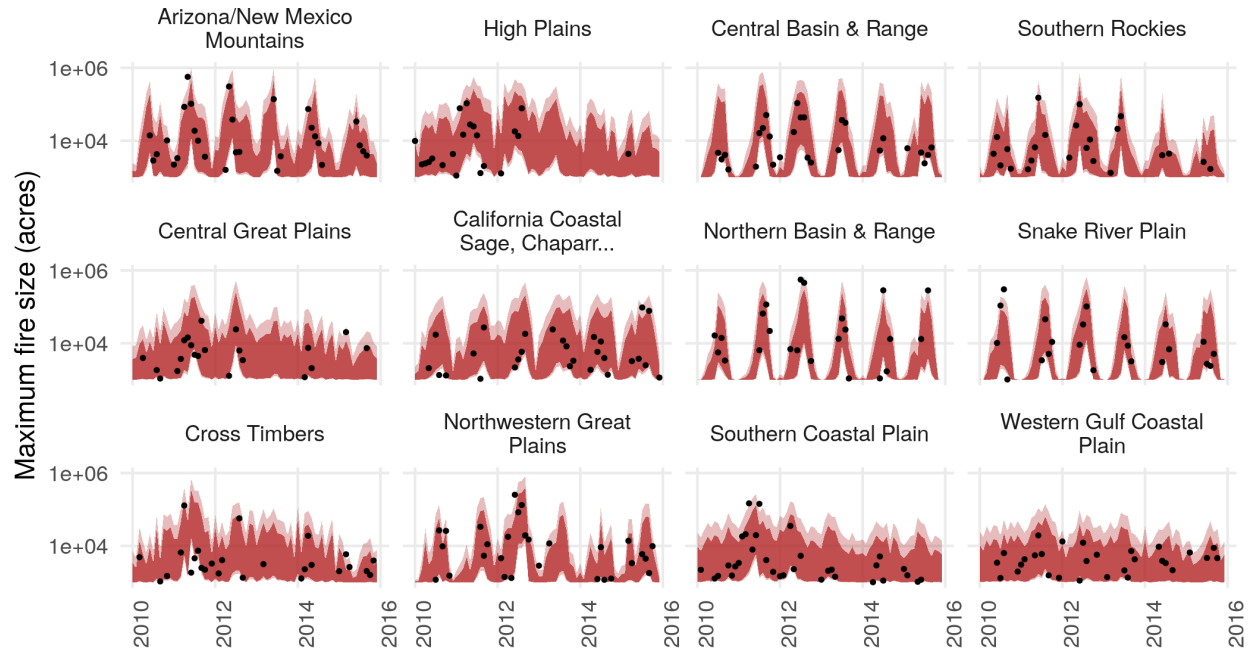 Arizona/New Mexico
Mountains
High Plains
Central Basin & Range
Southern Rockies
1e+06
1e+04
Maximum fire size (acres)
Central Great Plains
California Coastal
Sage, Chaparr...
Northern Basin & Range
Snake River Plain
1e+06
1e+04
Cross Timbers
Northwestern Great
Plains
Southern Coastal Plain
Western Gulf Coastal
Plain
1e+06
1e+04
2010
2012
2014
2016
2010
2012
2014
2016
2010
2012
2014
2016
2010
2012
2014
2016